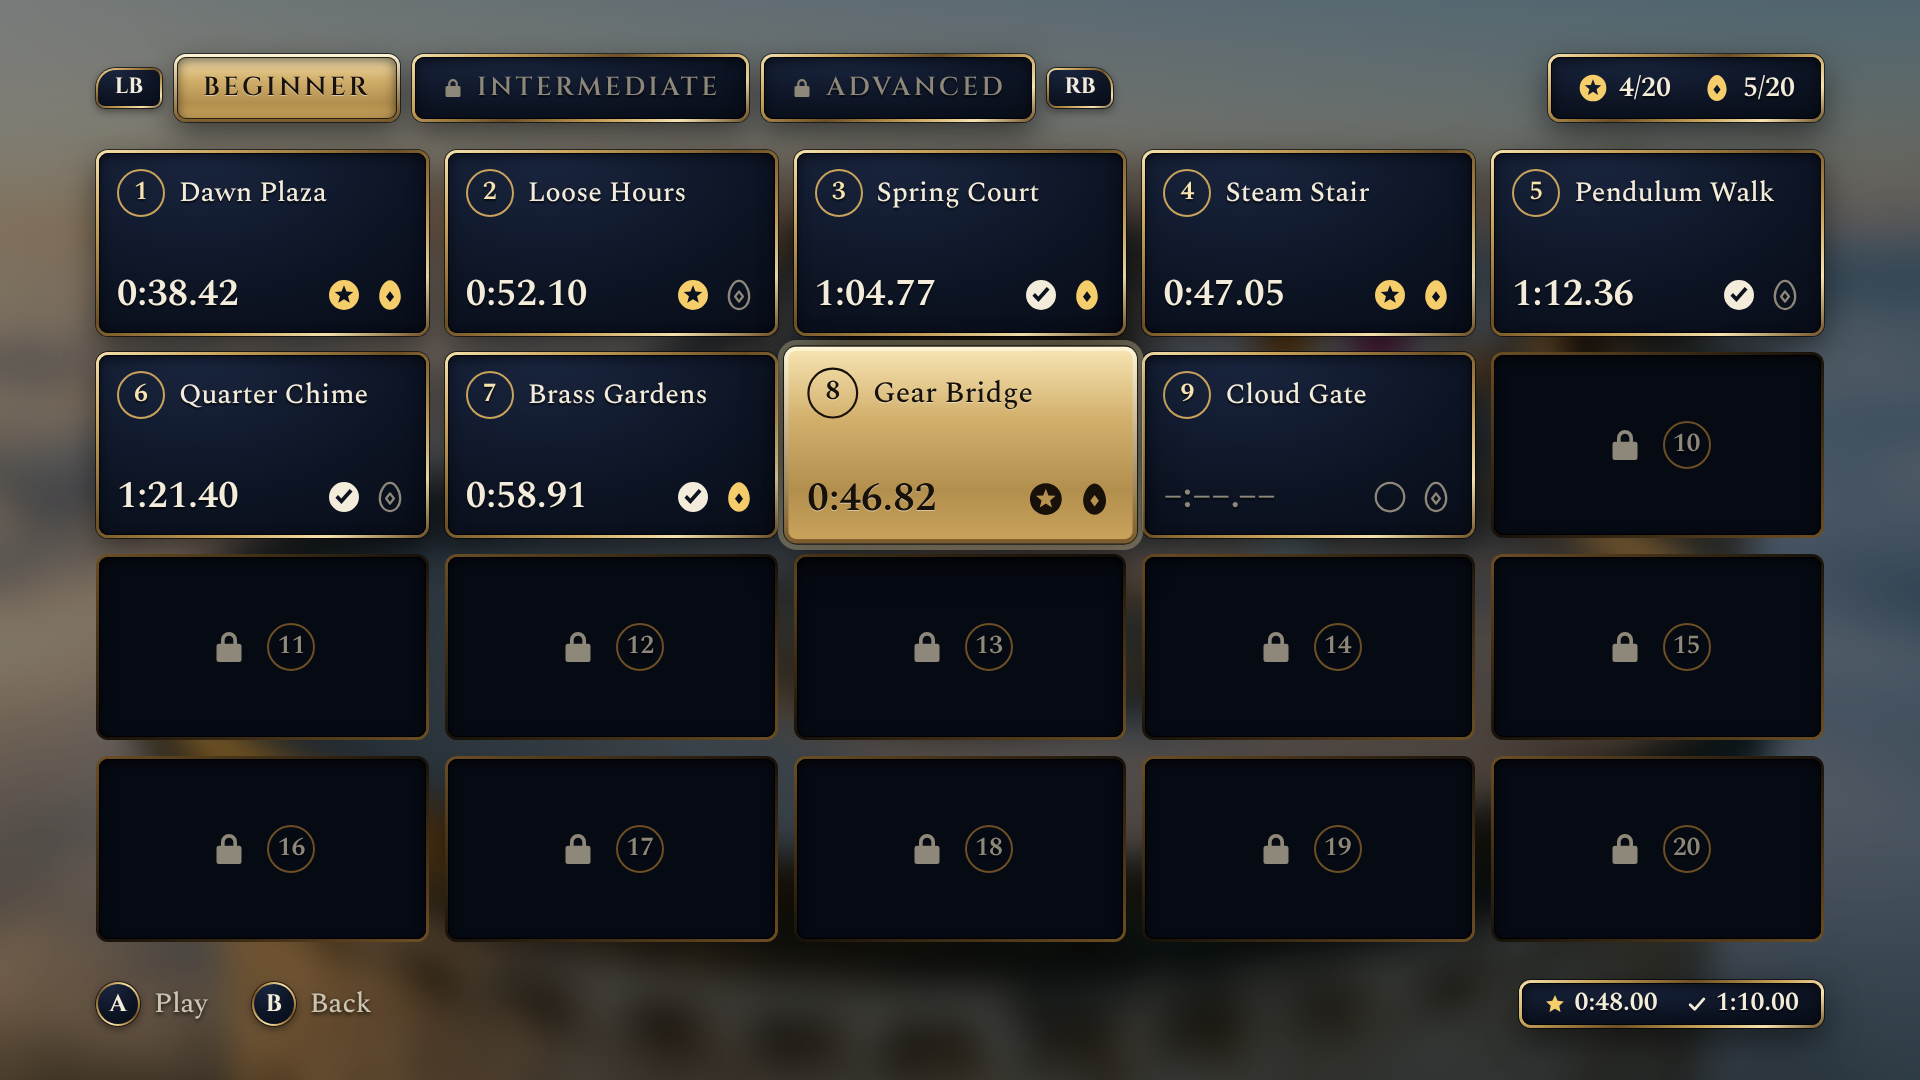 LB BEGINNER INTERMEDIATE ADVANCED RB 4/20 5/20
1 Dawn Plaza
0:38.42
2 Loose Hours
0:52.10
3 Spring Court
1:04.77
4 Steam Stair
0:47.05
5 Pendulum Walk
1:12.36
6 Quarter Chime
1:21.40
7 Brass Gardens
0:58.91
8 Gear Bridge
0:46.82
9 Cloud Gate
–:––.––
10
11
12
13
14
15
16
17
18
19
20
A Play B Back
0:48.00 1:10.00